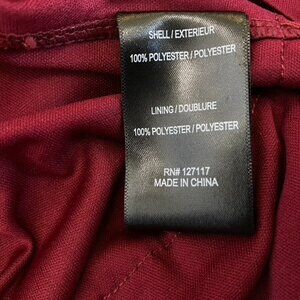 SHELL / EXTERIEUR
100% POLYESTER / POLYESTER
LINING / DOUBLURE
100% POLYESTER / POLYESTER
RN# 127117
MADE IN CHINA